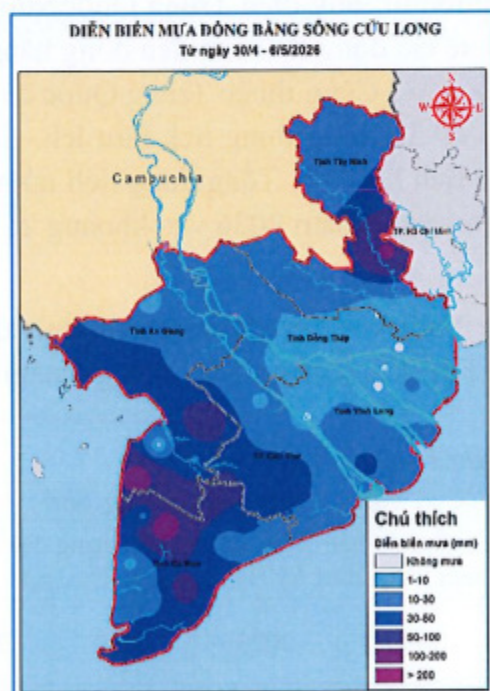 DIỄN BIẾN MƯA ĐỒNG BẰNG SÔNG CỬU LONG
Từ ngày 30/4 - 6/5/2026
N
W
E
S
Campuchia
Tỉnh Tây Ninh
TP. Hồ Chí Minh
Tỉnh An Giang
Tỉnh Đồng Tháp
Tỉnh Vĩnh Long
TP. Cần Thơ
Tỉnh Cà Mau
Chú thích
Diễn biến mưa (mm)
Không mưa
1-10
10-30
30-50
50-100
100-200
> 200